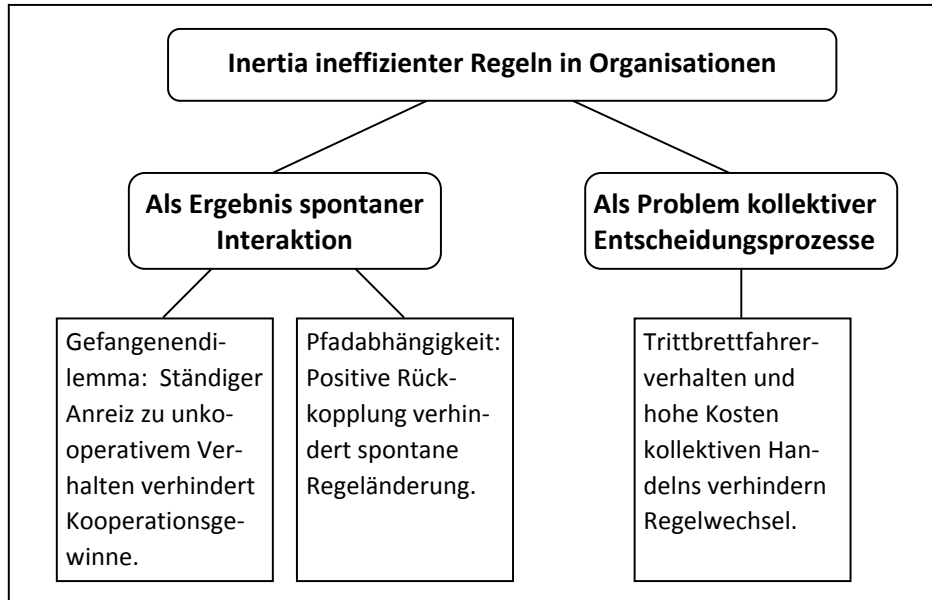 Inertia ineffizienter Regeln in Organisationen
Als Ergebnis spontaner
Interaktion
Als Problem kollektiver
Entscheidungsprozesse
Gefangenendi-
lemma:  Ständiger
Anreiz zu unko-
operativem Ver-
halten verhindert
Kooperationsge-
winne.
Pfadabhängigkeit:
Positive Rück-
kopplung verhin-
dert spontane
Regeländerung.
Trittbrettfahrer-
verhalten und
hohe Kosten
kollektiven Han-
delns verhindern
Regelwechsel.